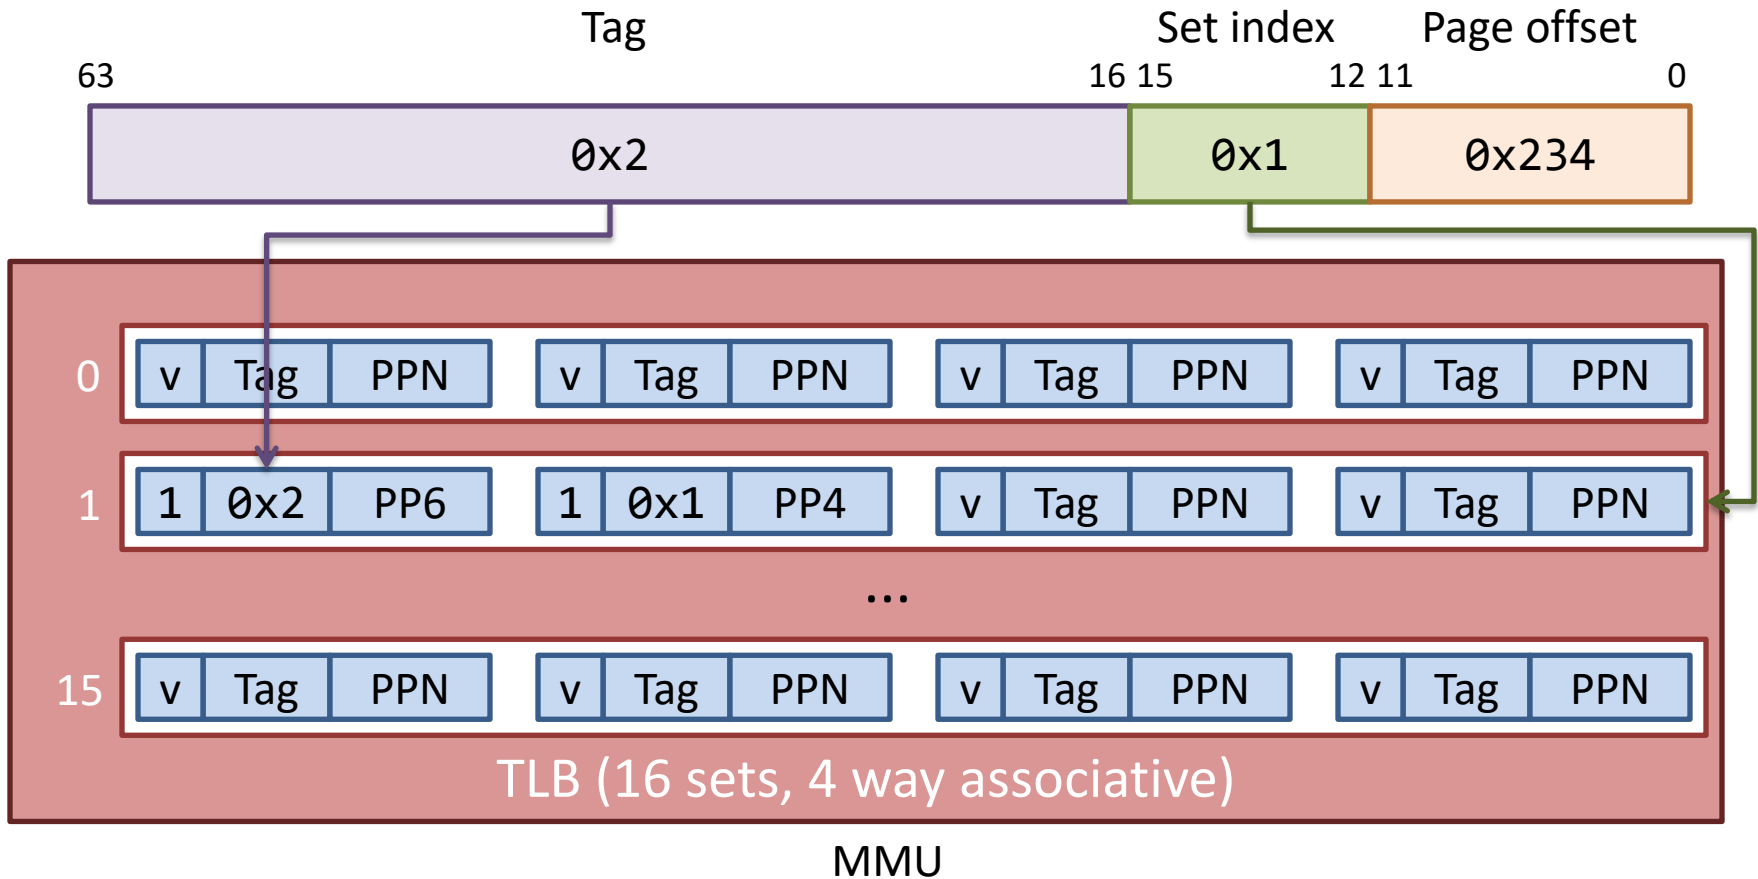 Tag Set index Page offset
63 16 15 12 11 0
0x2 0x1 0x234
0 v Tag PPN v Tag PPN v Tag PPN v Tag PPN
1 1 0x2 PP6 1 0x1 PP4 v Tag PPN v Tag PPN
...
15 v Tag PPN v Tag PPN v Tag PPN v Tag PPN
TLB (16 sets, 4 way associative)
MMU